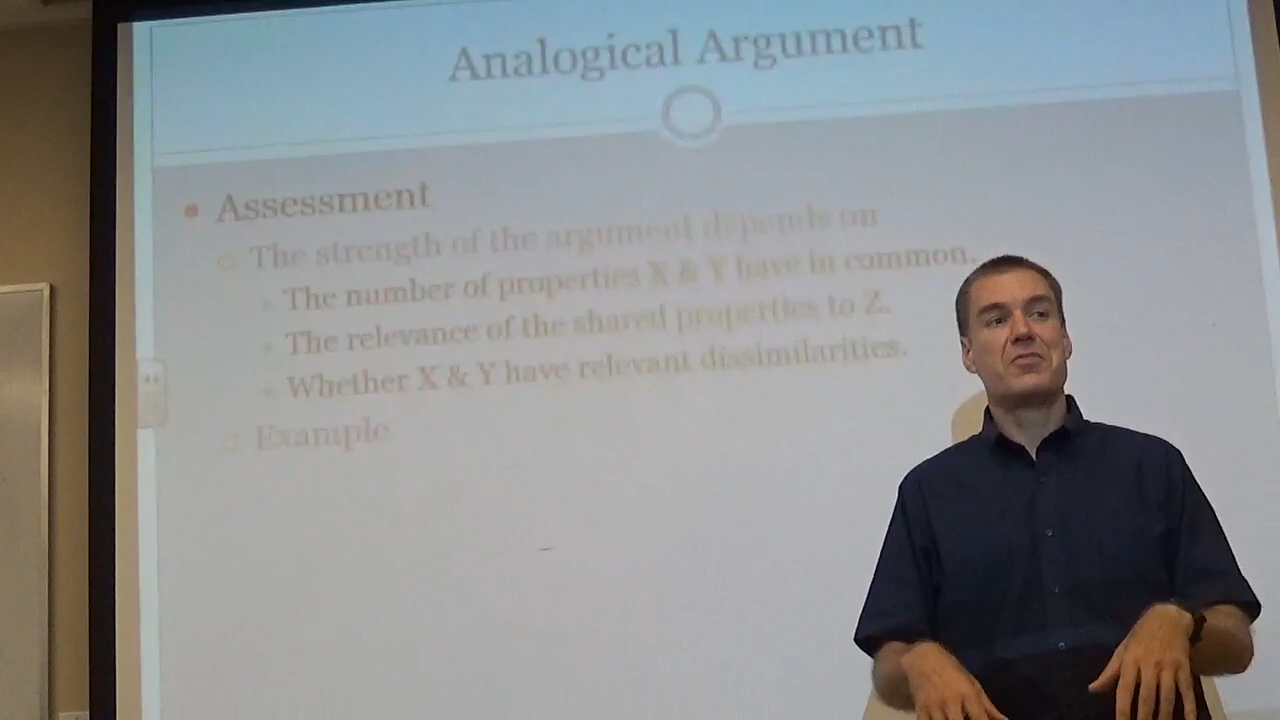 Analogical Argument
Assessment
The strength of the argument depends on
The number of properties X & Y have in common.
The relevance of the shared properties to Z.
Whether X & Y have relevant dissimilarities.
Example